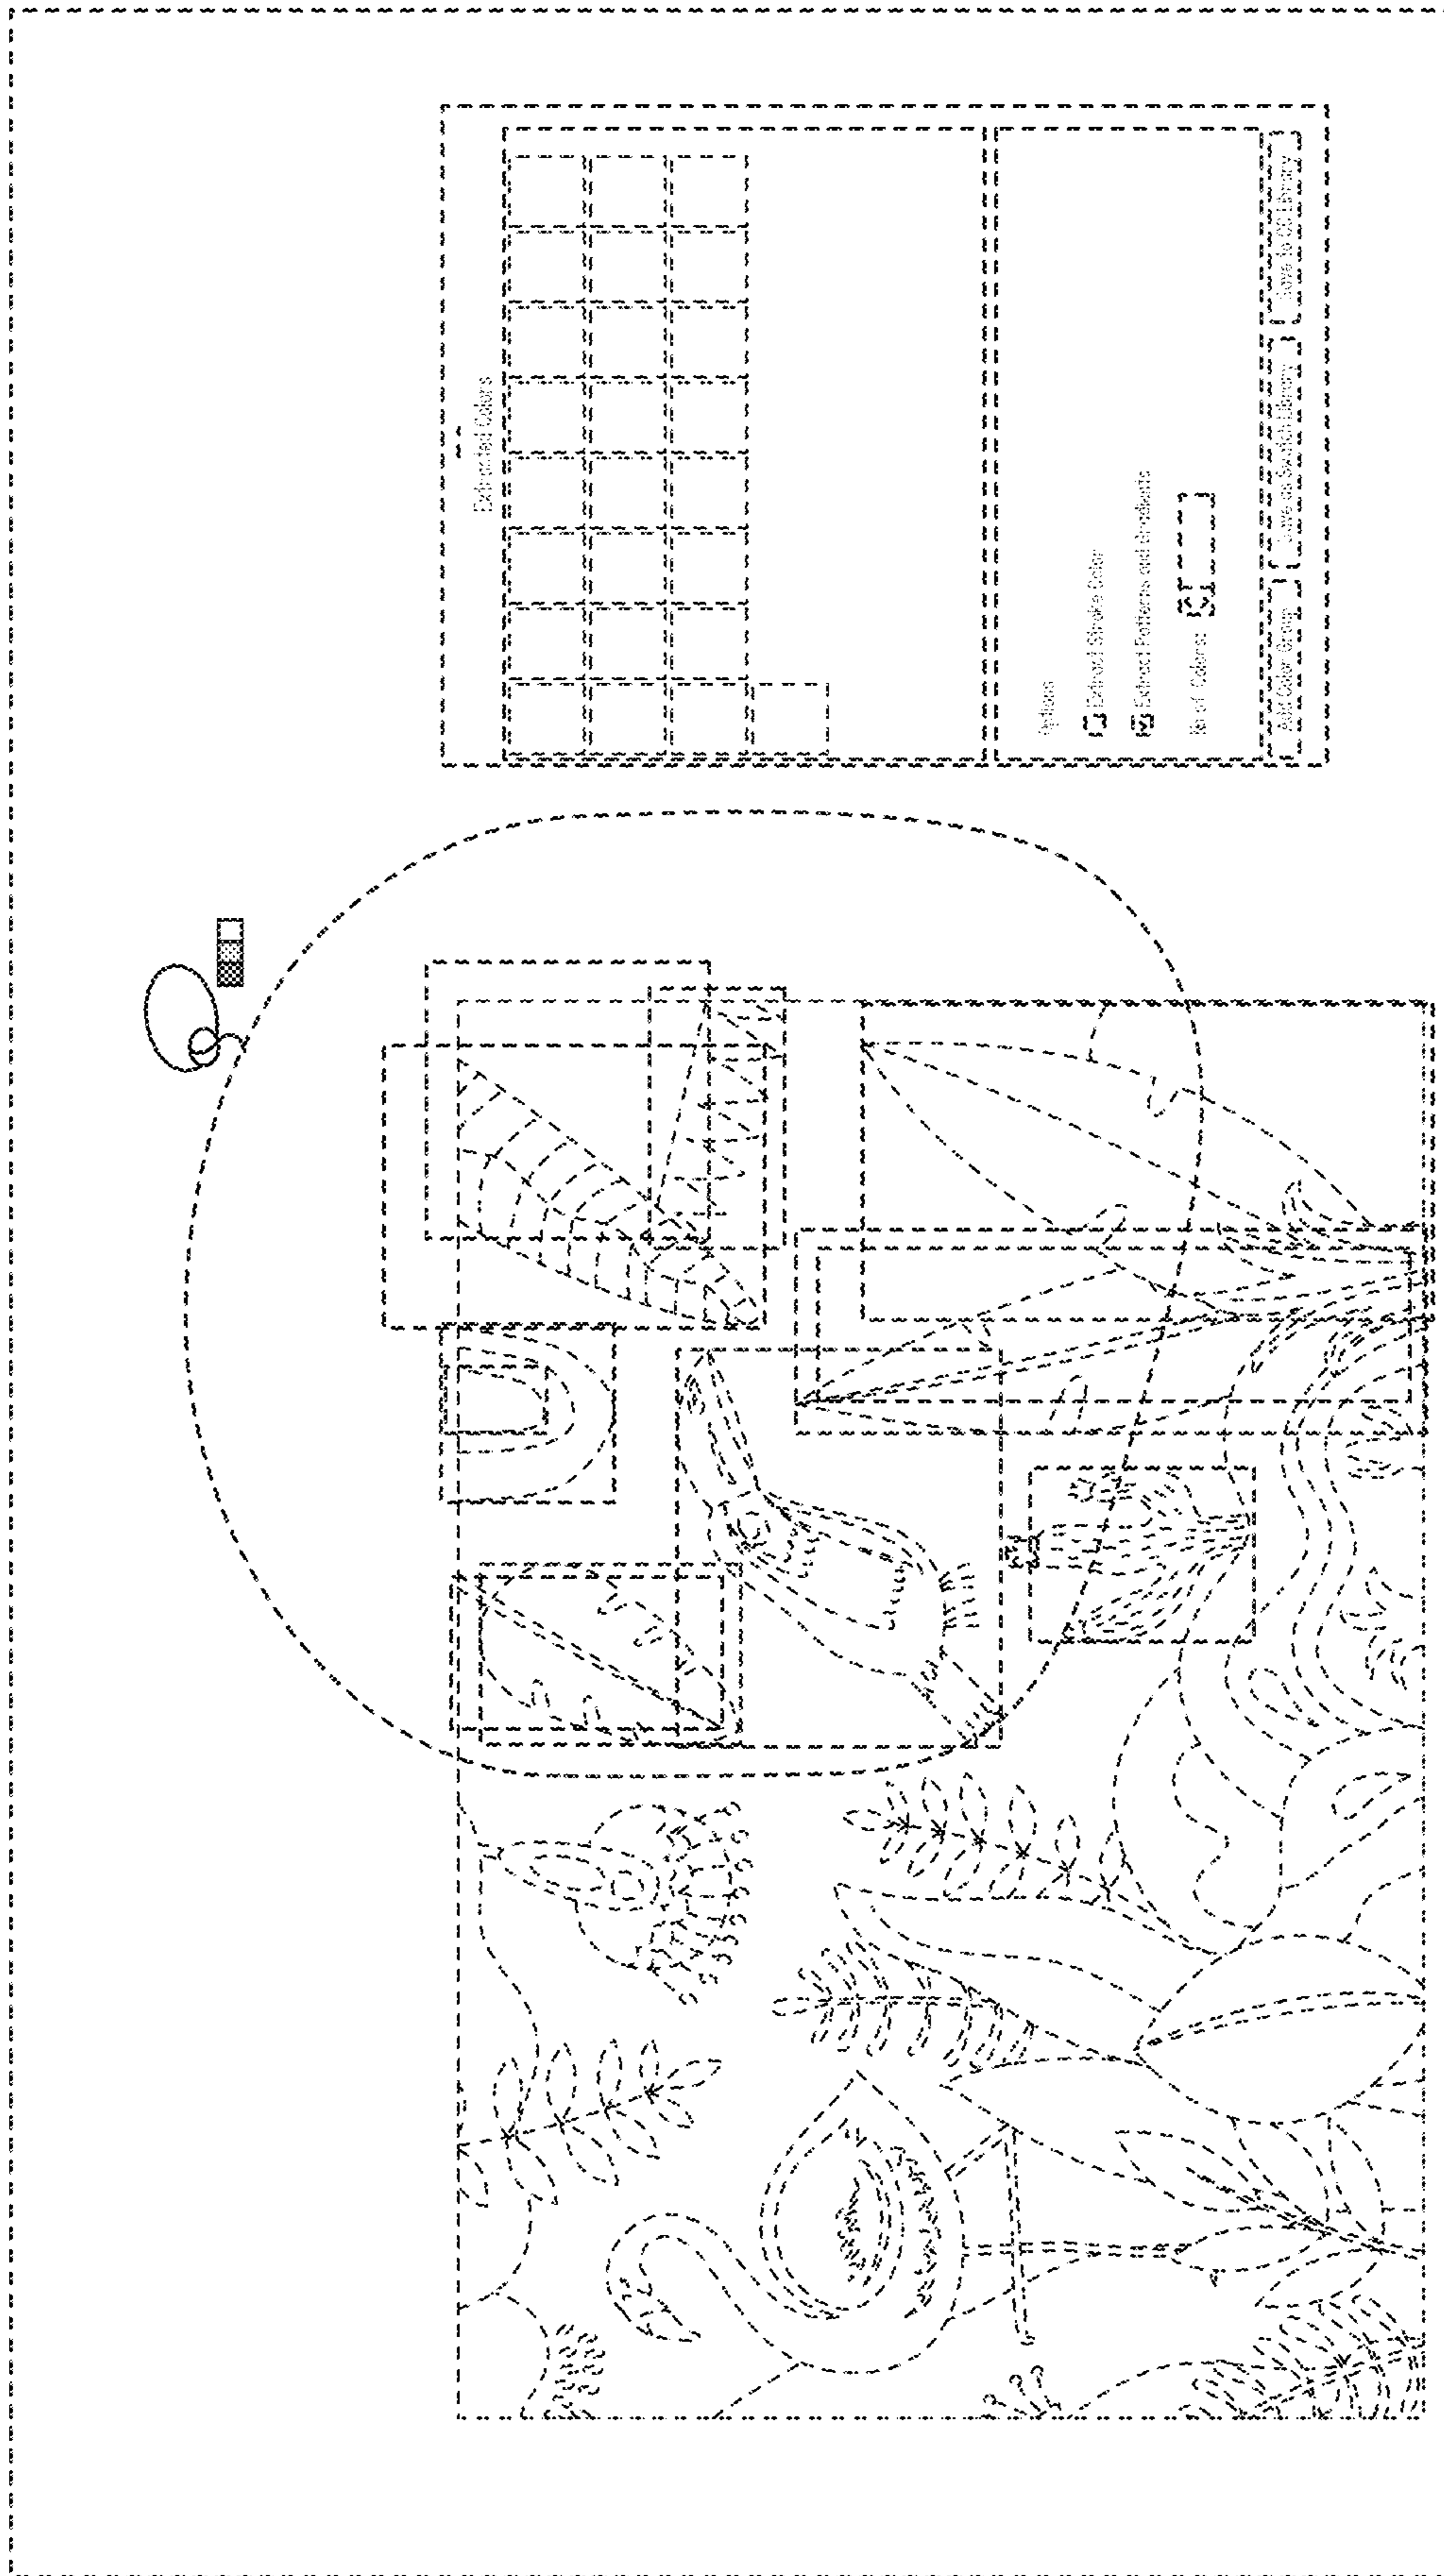 Extracted Colors
Options
Extract Stroke Color
Extract Patterns and Gradients
No of Colors:
Add Color Group
Save as Swatch Library
Save to CC Library